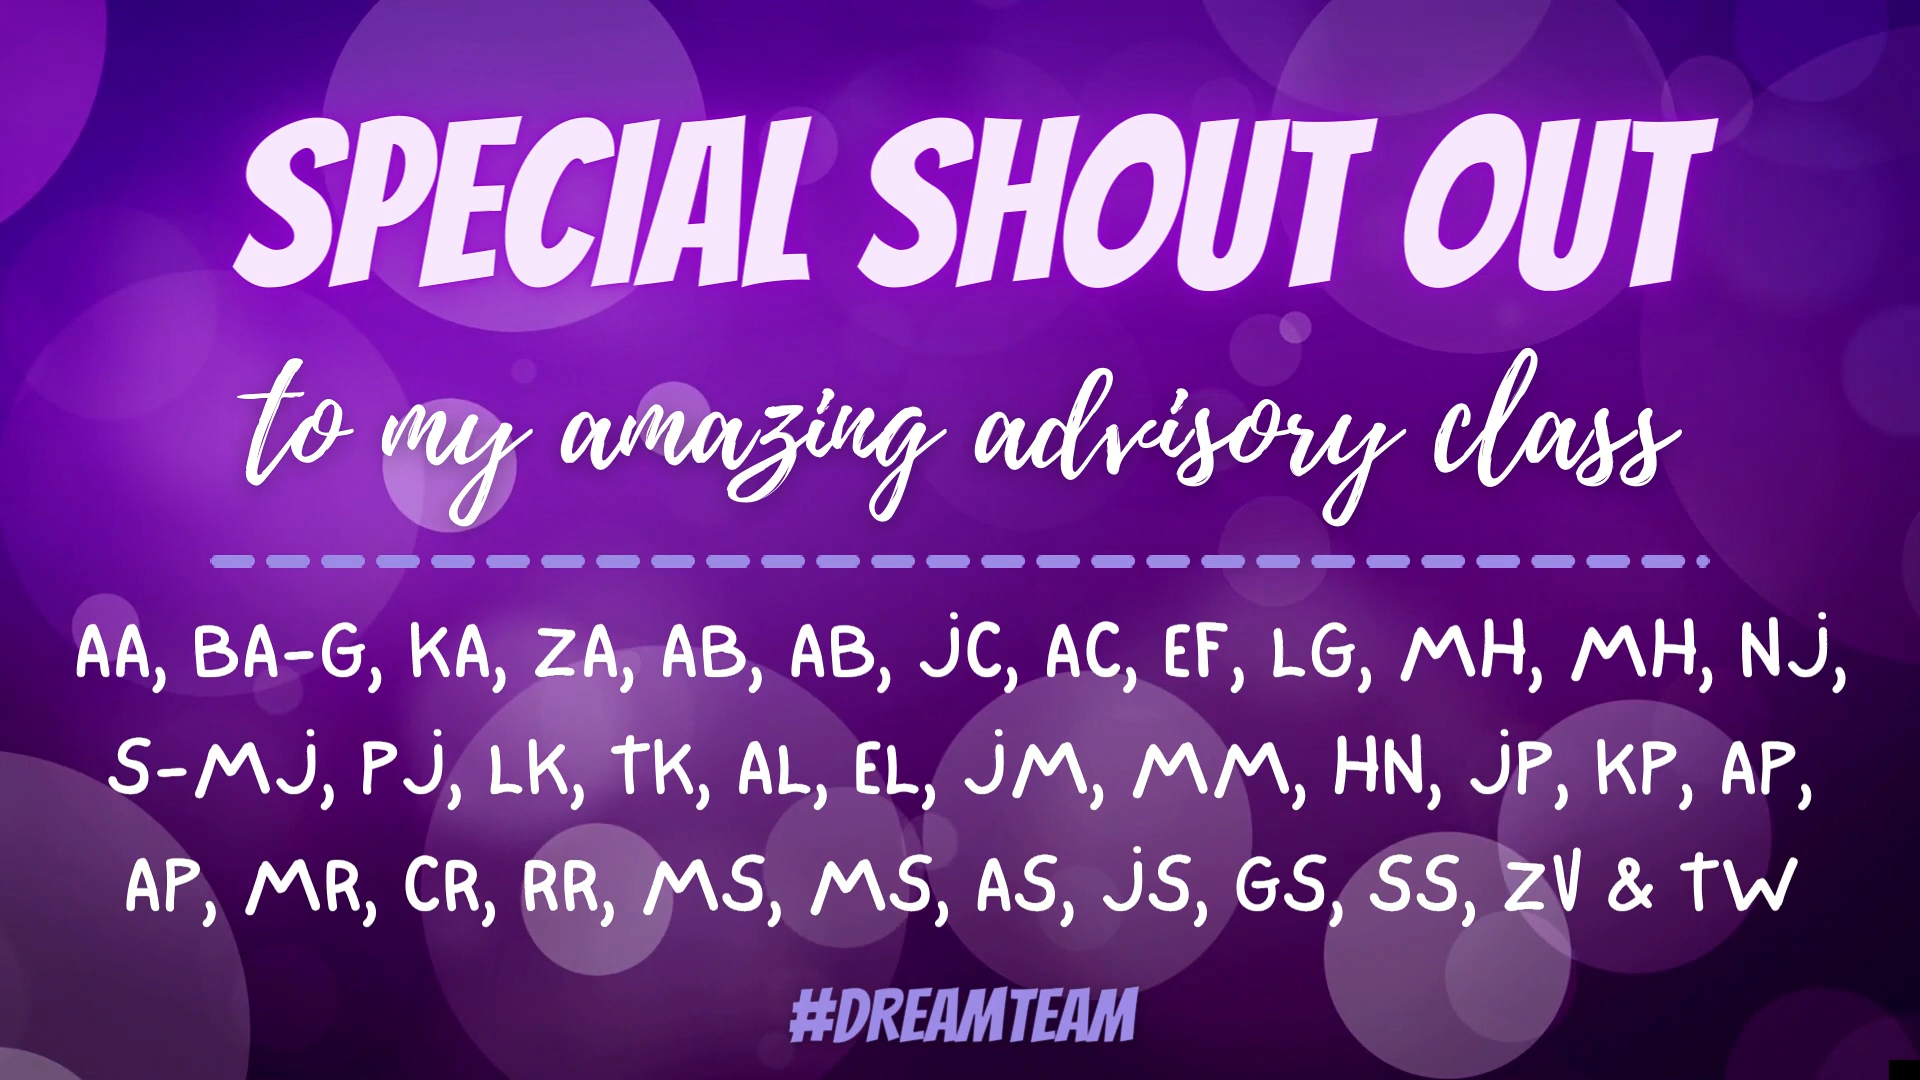 SPECIAL SHOUT OUT
to my amazing advisory class
AA, BA-G, KA, ZA, AB, AB, JC, AC, EF, LG, MH, MH, NJ,
S-MJ, PJ, LK, TK, AL, EL, JM, MM, HN, JP, KP, AP,
AP, MR, CR, RR, MS, MS, AS, JS, GS, SS, ZV & TW
#DREAMTEAM